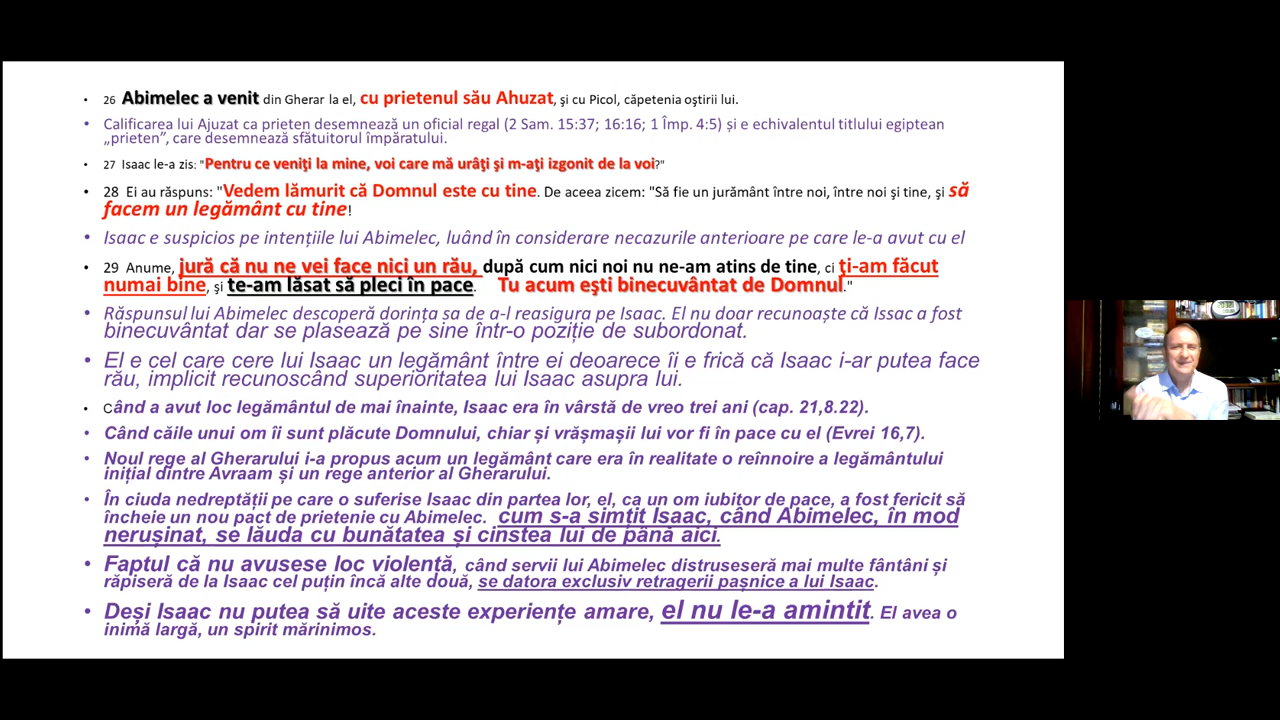 26 Abimelec a venit din Gherar la el, cu prietenul său Ahuzat, şi cu Picol, căpetenia oştirii lui.
Calificarea lui Ajuzat ca prieten desemnează un oficial regal (2 Sam. 15:37; 16:16; 1 Împ. 4:5) și e echivalentul titlului egiptean
„prieten”, care desemnează sfătuitorul împăratului.
27 Isaac le-a zis: "Pentru ce veniţi la mine, voi care mă urâţi şi m-aţi izgonit de la voi?"
28 Ei au răspuns: "Vedem lămurit că Domnul este cu tine. De aceea zicem: "Să fie un jurământ între noi, între noi şi tine, şi să
facem un legământ cu tine!
Isaac e suspicios pe intențiile lui Abimelec, luând în considerare necazurile anterioare pe care le-a avut cu el
29 Anume, jură că nu ne vei face nici un rău, după cum nici noi nu ne-am atins de tine, ci ţi-am făcut
numai bine, şi te-am lăsat să pleci în pace. Tu acum eşti binecuvântat de Domnul."
Răspunsul lui Abimelec descoperă dorința sa de a-l reasigura pe Isaac. El nu doar recunoaște că Issac a fost
binecuvântat dar se plasează pe sine într-o poziție de subordonat.
El e cel care cere lui Isaac un legământ între ei deoarece îi e frică că Isaac i-ar putea face
rău, implicit recunoscând superioritatea lui Isaac asupra lui.
Când a avut loc legământul de mai înainte, Isaac era în vârstă de vreo trei ani (cap. 21,8.22).
Când căile unui om îi sunt plăcute Domnului, chiar și vrășmașii lui vor fi în pace cu el (Evrei 16,7).
Noul rege al Gherarului i-a propus acum un legământ care era în realitate o reînnoire a legământului
inițial dintre Avraam și un rege anterior al Gherarului.
În ciuda nedreptății pe care o suferise Isaac din partea lor, el, ca un om iubitor de pace, a fost fericit să
încheie un nou pact de prietenie cu Abimelec. cum s-a simțit Isaac, când Abimelec, în mod
nerușinat, se lăuda cu bunătatea și cinstea lui de până aici.
Faptul că nu avusese loc violență, când servii lui Abimelec distruseseră mai multe fântâni și
răpiseră de la Isaac cel puțin încă alte două, se datora exclusiv retragerii pașnice a lui Isaac.
Deși Isaac nu putea să uite aceste experiențe amare, el nu le-a amintit. El avea o
inimă largă, un spirit mărinimos.